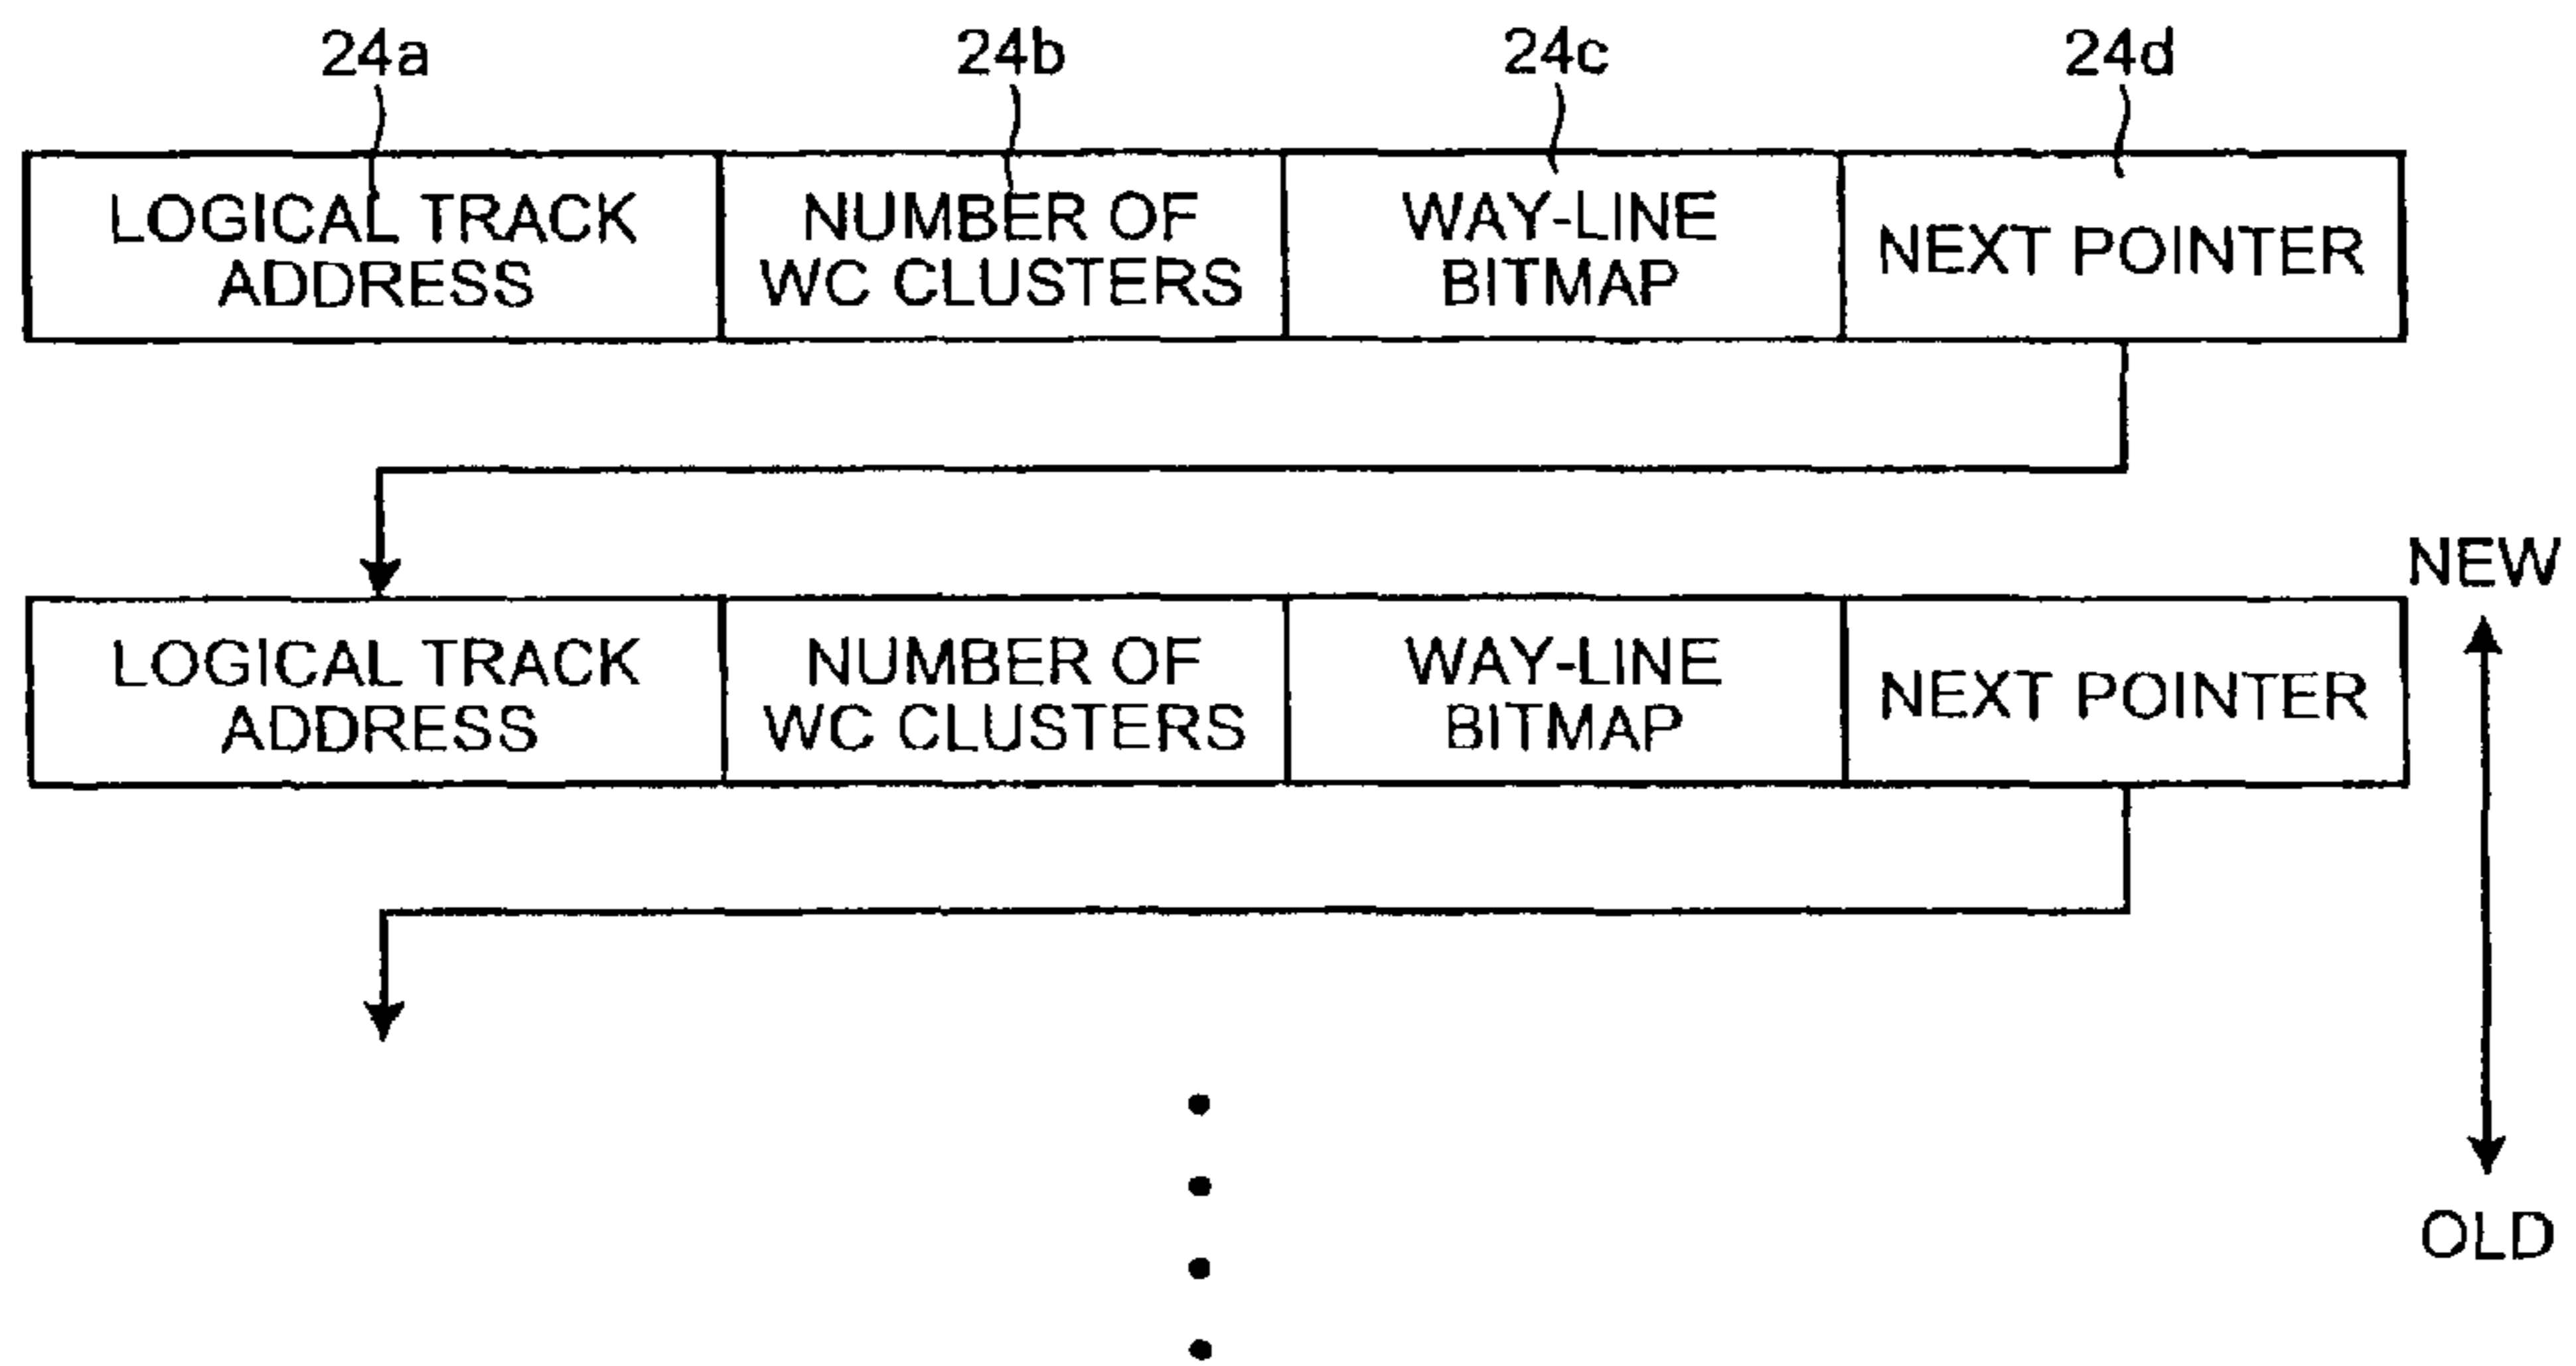 24a 24b 24c 24d
LOGICAL TRACK ADDRESS
NUMBER OF WC CLUSTERS
WAY-LINE BITMAP
NEXT POINTER
NEW
LOGICAL TRACK ADDRESS
NUMBER OF WC CLUSTERS
WAY-LINE BITMAP
NEXT POINTER
OLD